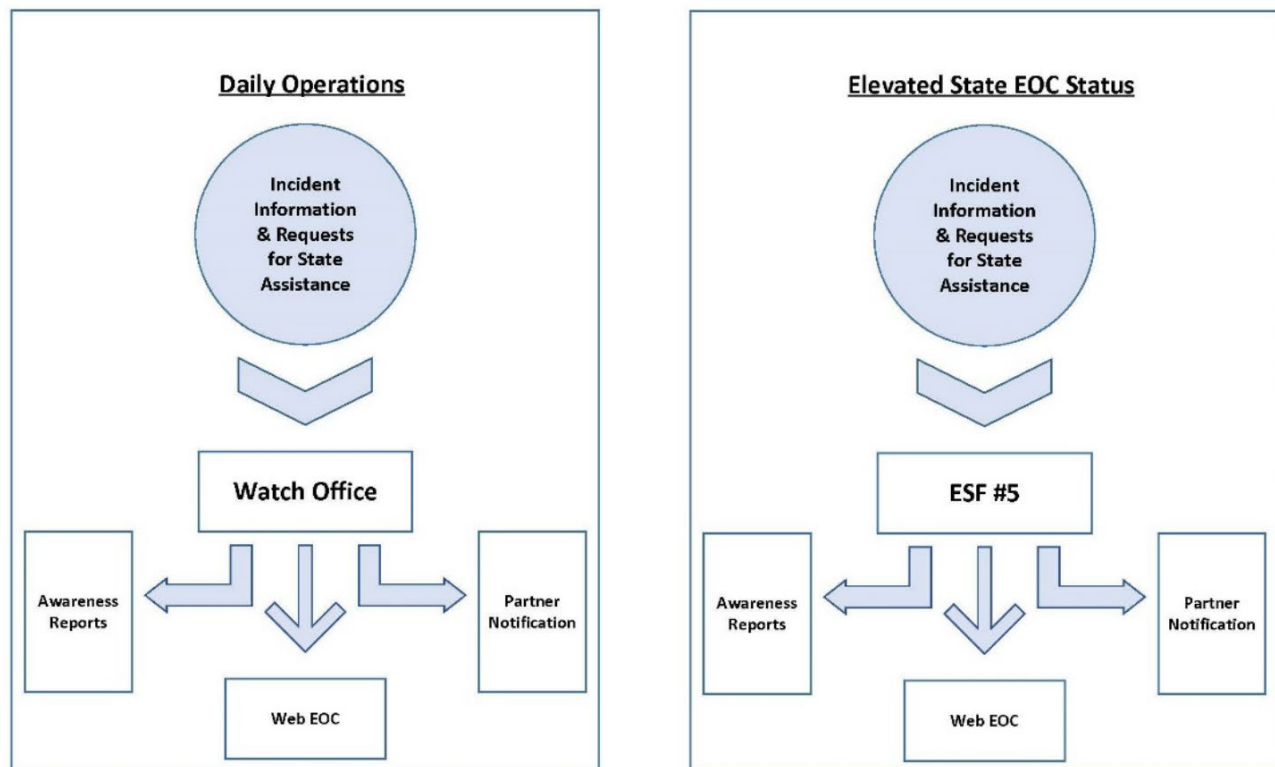 Daily Operations
Incident
Information
& Requests
for State
Assistance
Watch Office
Awareness
Reports
Partner
Notification
Web EOC
Elevated State EOC Status
Incident
Information
& Requests
for State
Assistance
ESF #5
Awareness
Reports
Partner
Notification
Web EOC